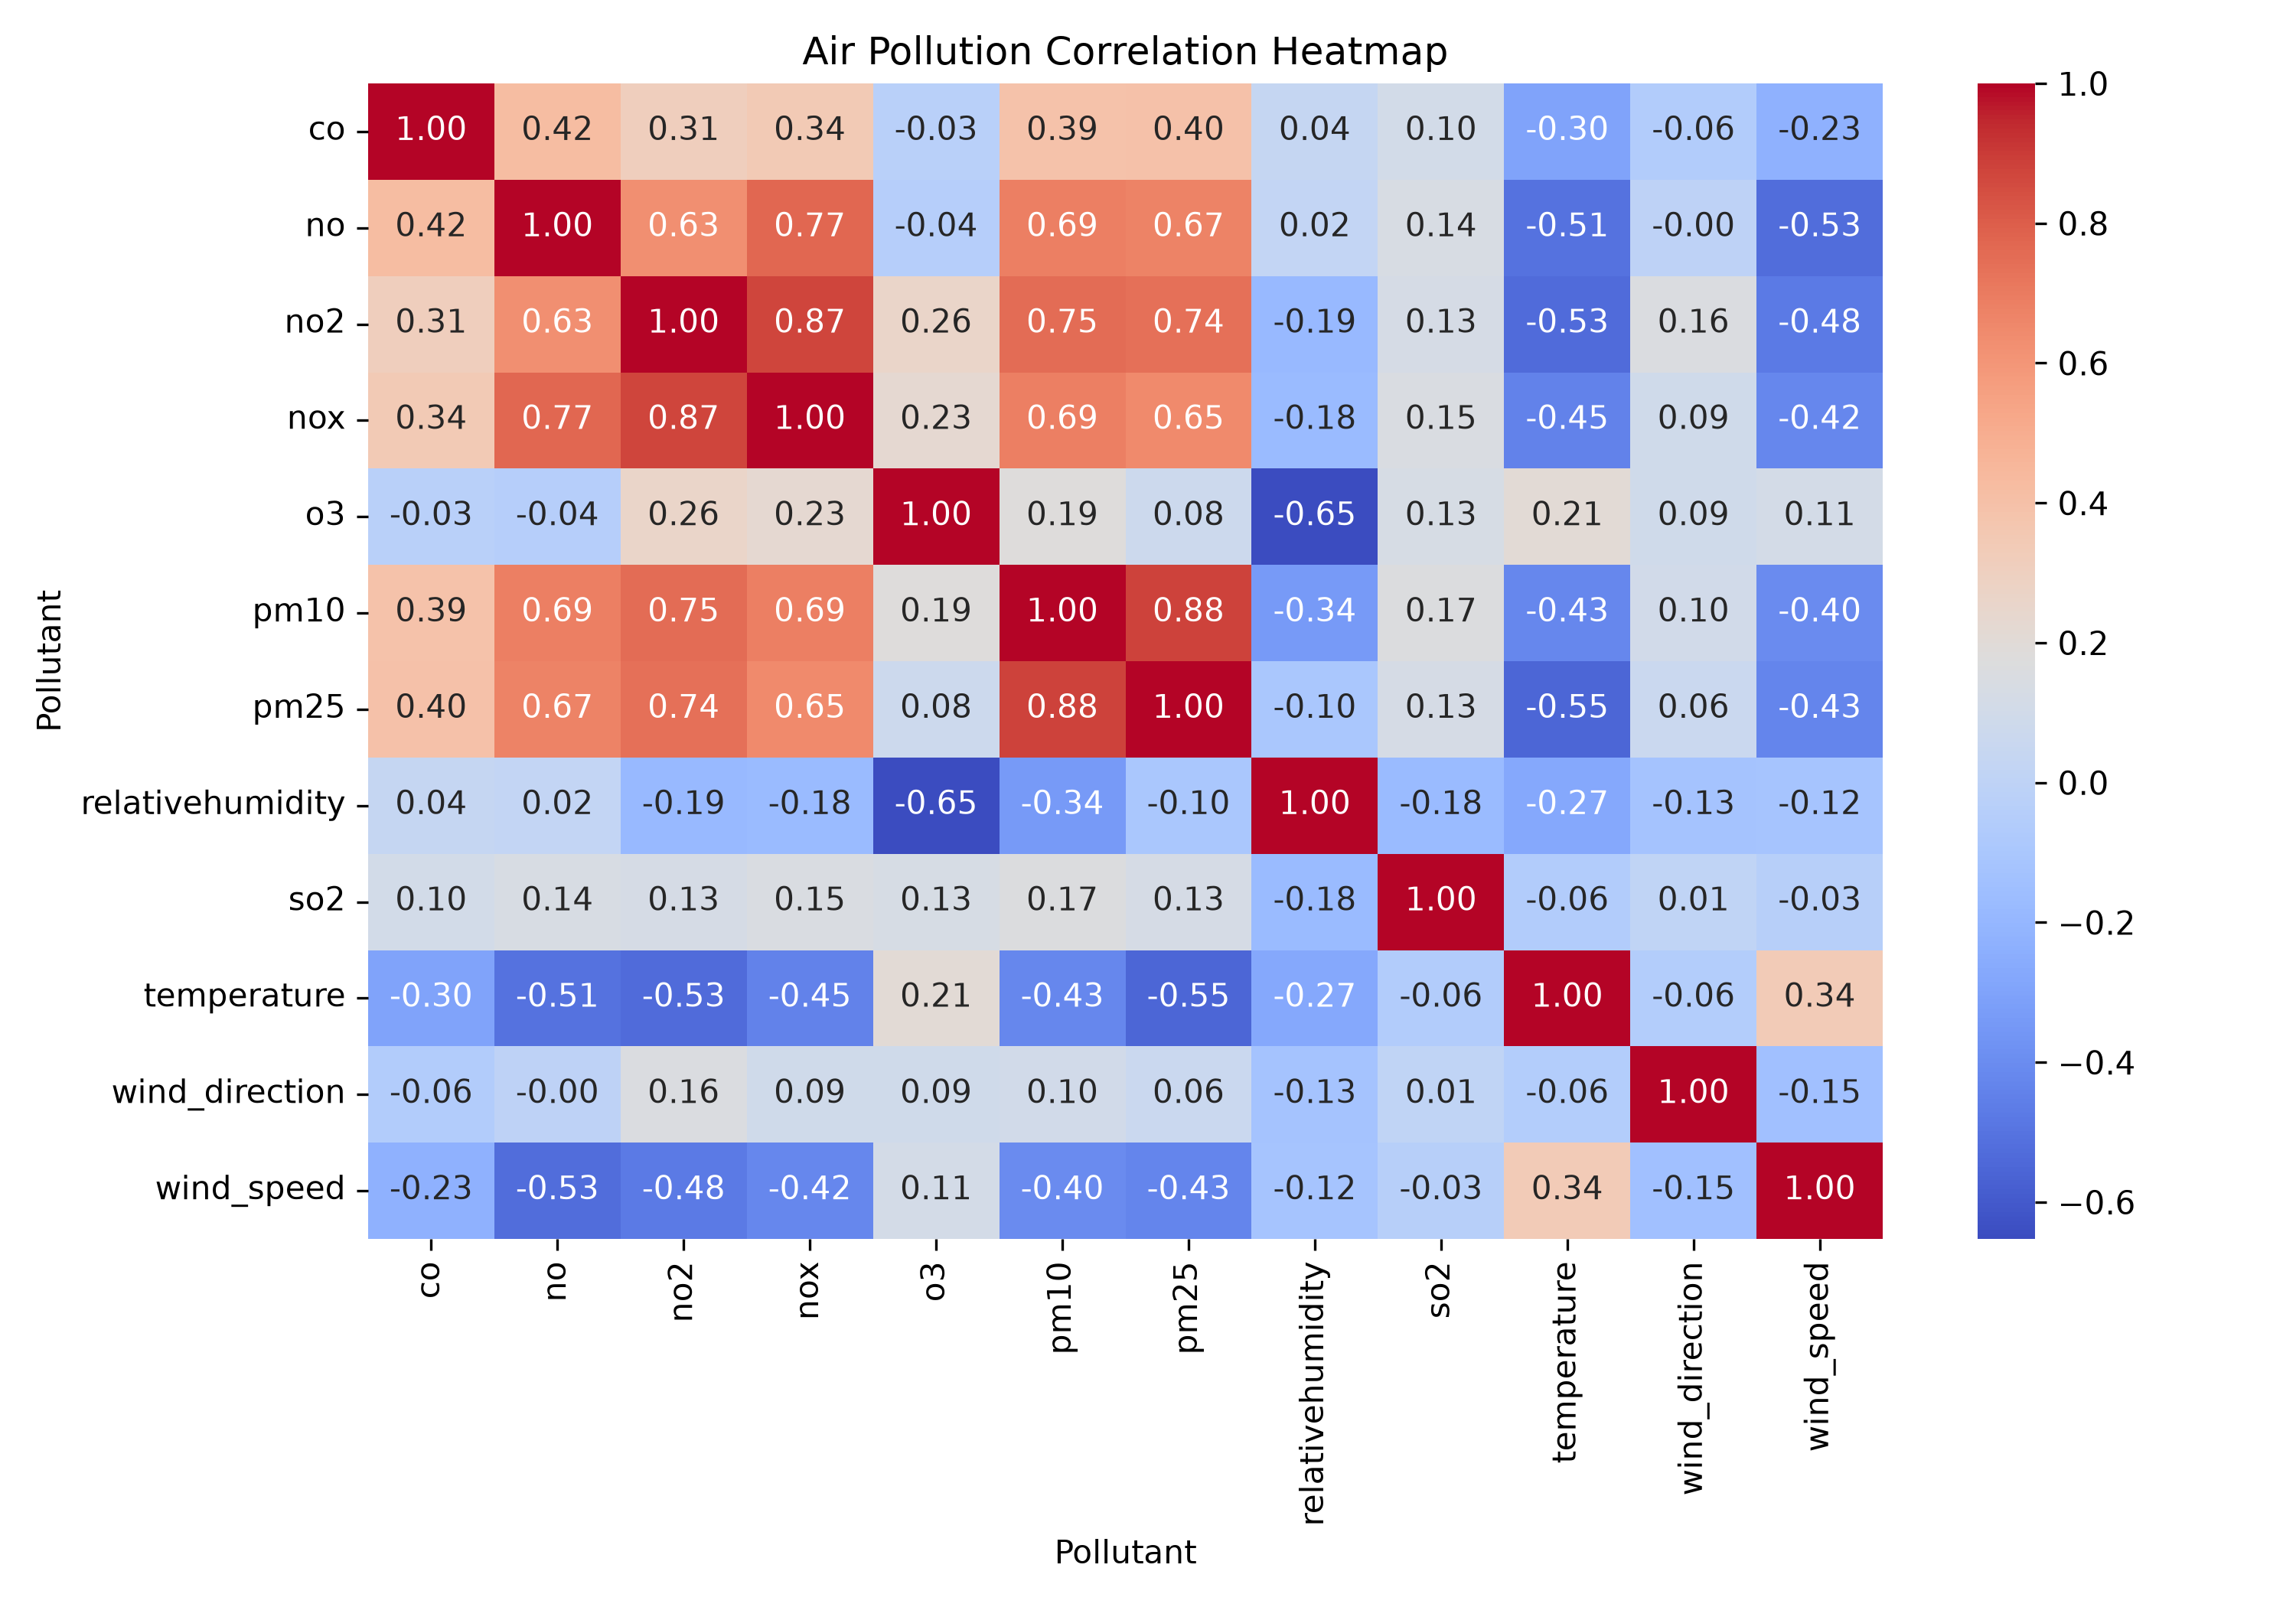 Air Pollution Correlation Heatmap
co 1.00 0.42 0.31 0.34 -0.03 0.39 0.40 0.04 0.10 -0.30 -0.06 -0.23
no 0.42 1.00 0.63 0.77 -0.04 0.69 0.67 0.02 0.14 -0.51 -0.00 -0.53
no2 0.31 0.63 1.00 0.87 0.26 0.75 0.74 -0.19 0.13 -0.53 0.16 -0.48
nox 0.34 0.77 0.87 1.00 0.23 0.69 0.65 -0.18 0.15 -0.45 0.09 -0.42
o3 -0.03 -0.04 0.26 0.23 1.00 0.19 0.08 -0.65 0.13 0.21 0.09 0.11
pm10 0.39 0.69 0.75 0.69 0.19 1.00 0.88 -0.34 0.17 -0.43 0.10 -0.40
pm25 0.40 0.67 0.74 0.65 0.08 0.88 1.00 -0.10 0.13 -0.55 0.06 -0.43
relativehumidity 0.04 0.02 -0.19 -0.18 -0.65 -0.34 -0.10 1.00 -0.18 -0.27 -0.13 -0.12
so2 0.10 0.14 0.13 0.15 0.13 0.17 0.13 -0.18 1.00 -0.06 0.01 -0.03
temperature -0.30 -0.51 -0.53 -0.45 0.21 -0.43 -0.55 -0.27 -0.06 1.00 -0.06 0.34
wind_direction -0.06 -0.00 0.16 0.09 0.09 0.10 0.06 -0.13 0.01 -0.06 1.00 -0.15
wind_speed -0.23 -0.53 -0.48 -0.42 0.11 -0.40 -0.43 -0.12 -0.03 0.34 -0.15 1.00
co no no2 nox o3 pm10 pm25 relativehumidity so2 temperature wind_direction wind_speed
Pollutant
Pollutant
1.0
0.8
0.6
0.4
0.2
0.0
−0.2
−0.4
−0.6